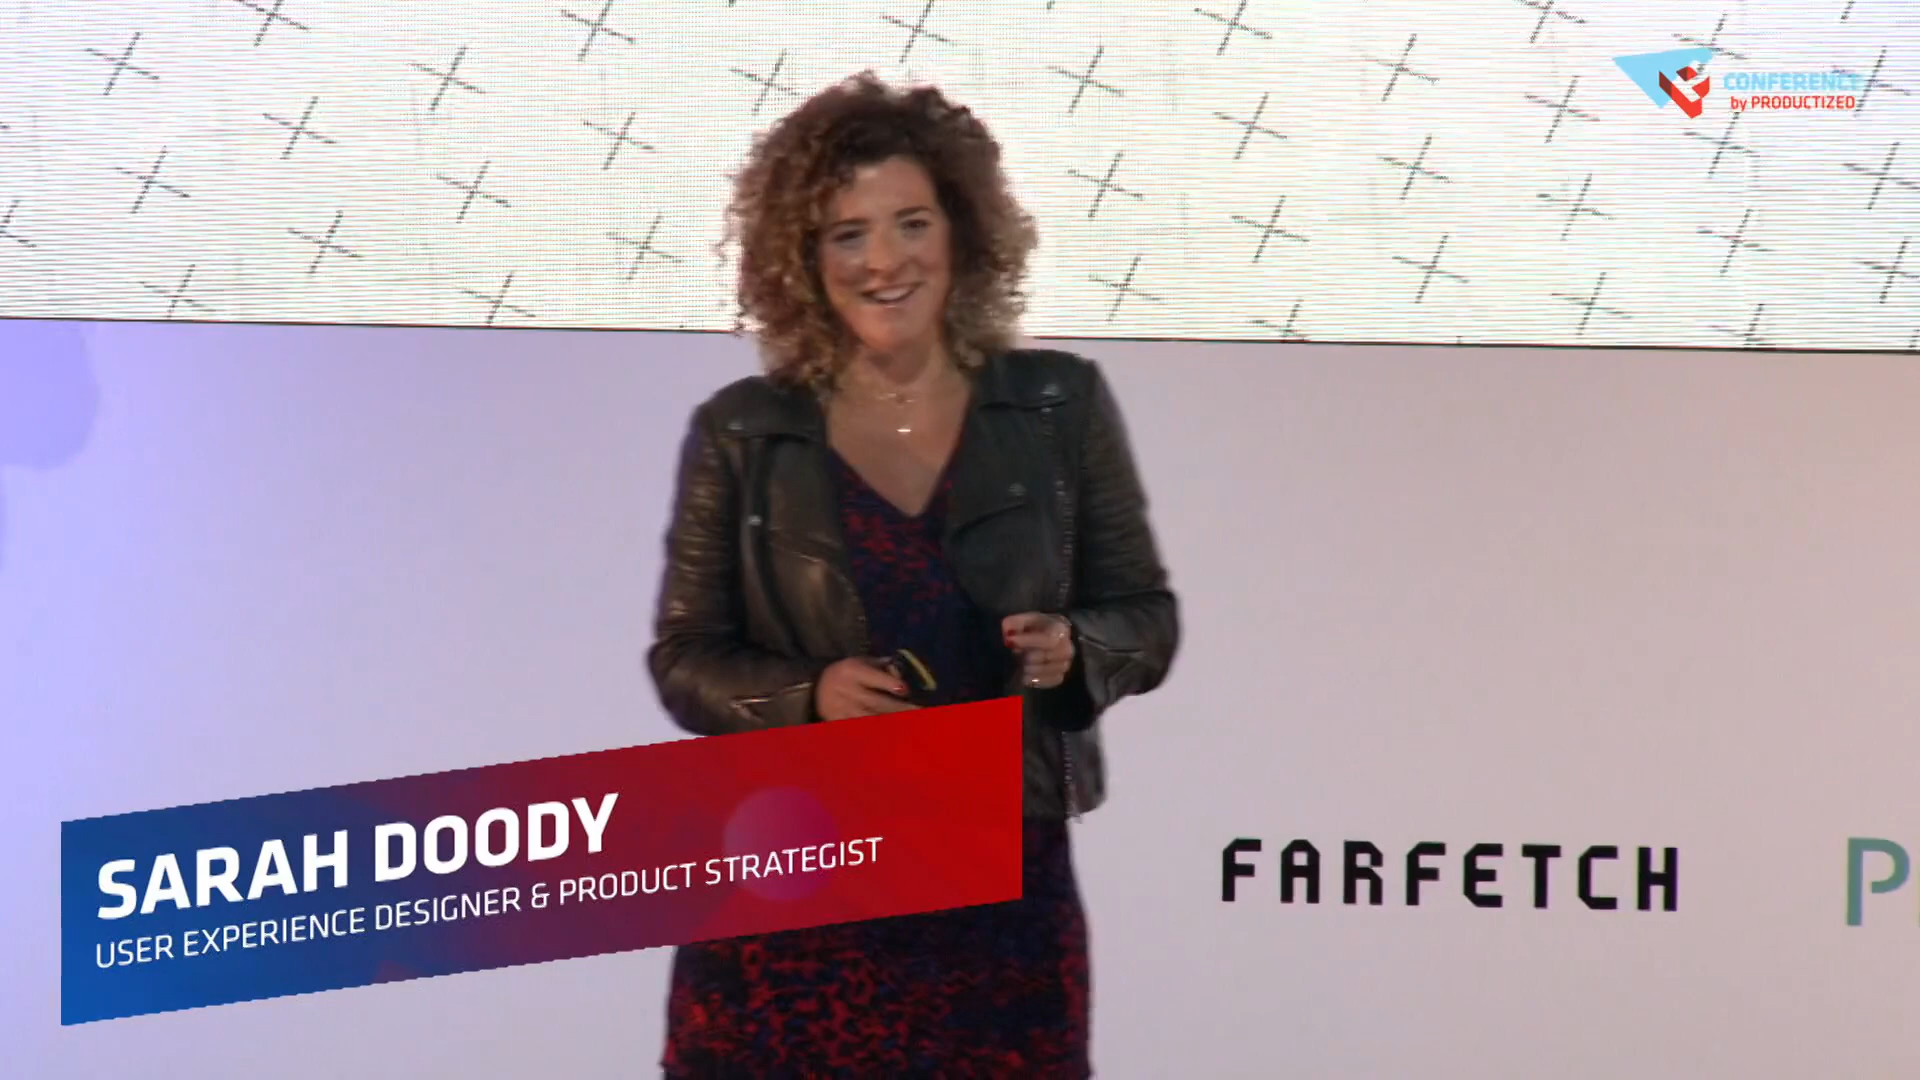 CONFERENCE
by PRODUCTIZED
SARAH DOODY
USER EXPERIENCE DESIGNER & PRODUCT STRATEGIST
FARFETCH